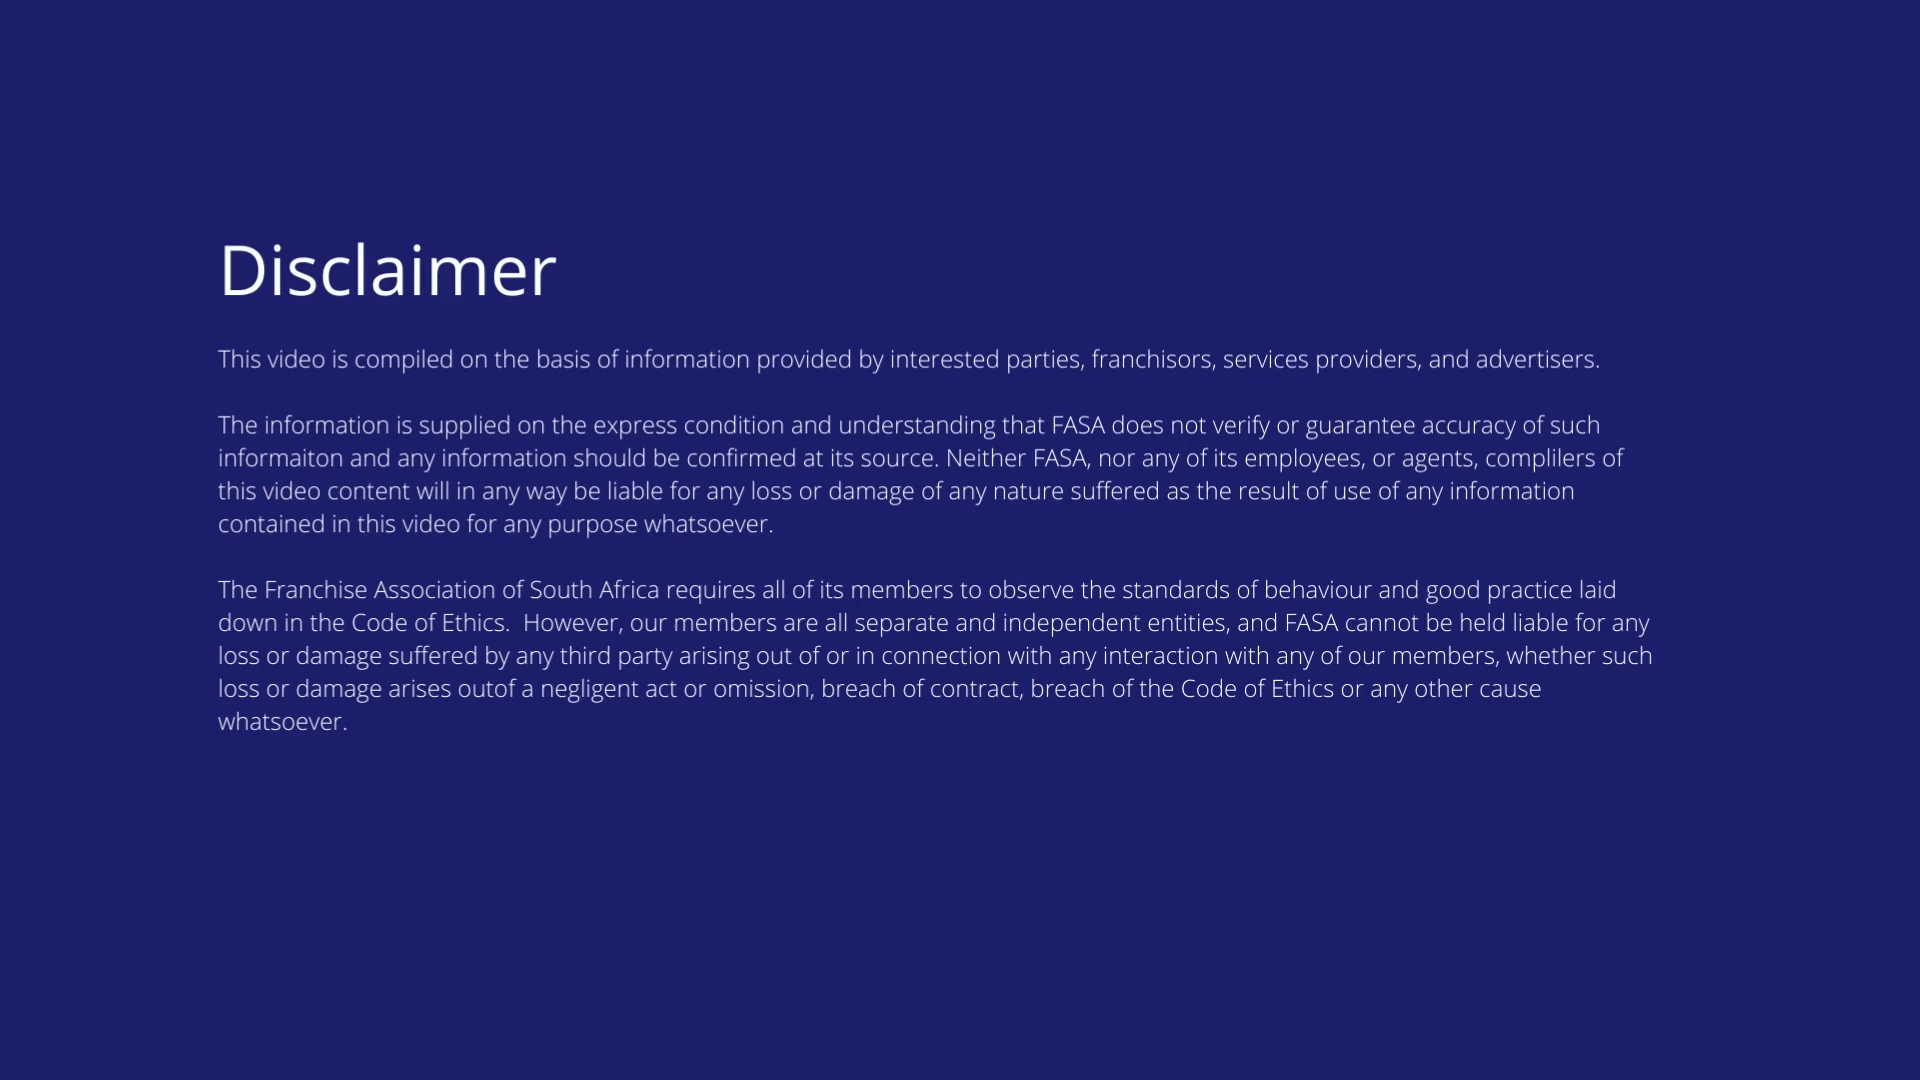 Disclaimer
This video is compiled on the basis of information provided by interested parties, franchisors, services providers, and advertisers.
The information is supplied on the express condition and understanding that FASA does not verify or guarantee accuracy of such
informaiton and any information should be confirmed at its source. Neither FASA, nor any of its employees, or agents, complilers of
this video content will in any way be liable for any loss or damage of any nature suffered as the result of use of any information
contained in this video for any purpose whatsoever.
The Franchise Association of South Africa requires all of its members to observe the standards of behaviour and good practice laid
down in the Code of Ethics.  However, our members are all separate and independent entities, and FASA cannot be held liable for any
loss or damage suffered by any third party arising out of or in connection with any interaction with any of our members, whether such
loss or damage arises outof a negligent act or omission, breach of contract, breach of the Code of Ethics or any other cause
whatsoever.